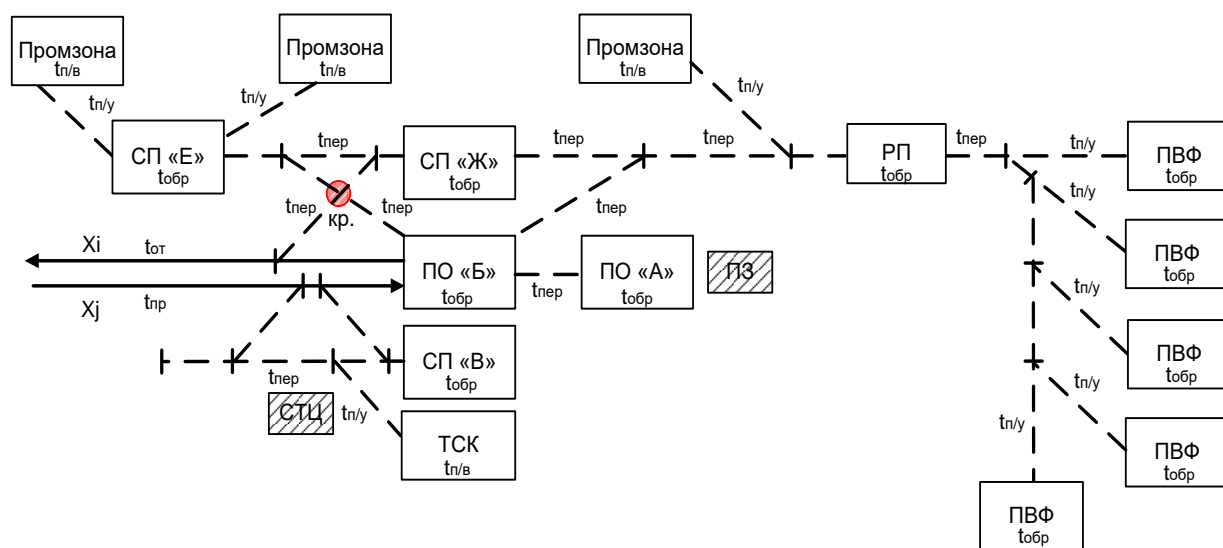 Промзона
tп/в
Промзона
tп/в
Промзона
tп/в
tп/у
tп/у
tп/у
СП «Е»
tобр
tпер
СП «Ж»
tобр
tпер
tпер
РП
tобр
tпер
tп/у
ПВФ
tобр
tпер
кр.
tпер
tпер
tп/у
ПВФ
tобр
Xi
tот
ПО «Б»
tобр
tпер
ПО «А»
tобр
ПЗ
Xj
tпр
tп/у
ПВФ
tобр
tпер
СП «В»
tобр
СТЦ
tп/у
ТСК
tп/в
tп/у
tп/у
ПВФ
tобр
ПВФ
tобр